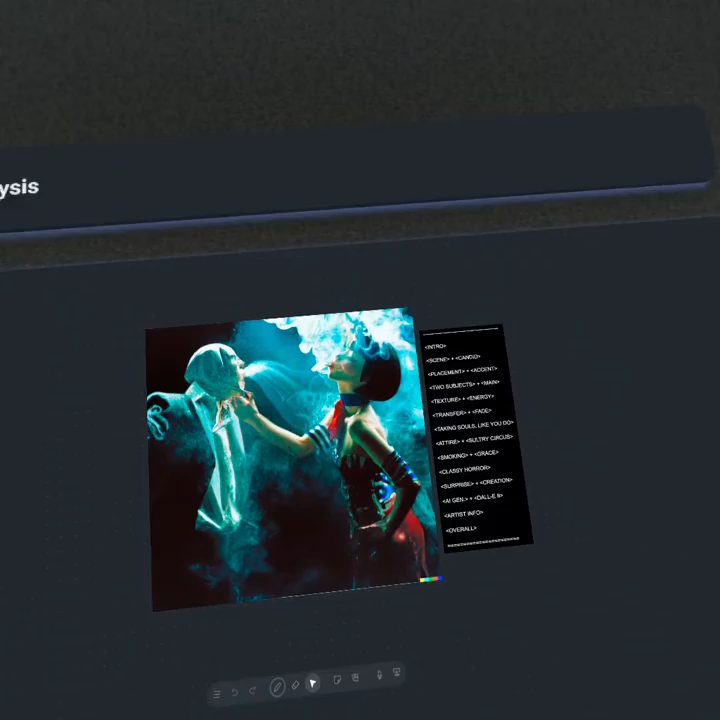 ysis
<INTRO>
<SCENE> + <CANDID>
<PLACEMENT> + <ACCENT>
<TWO SUBJECTS> + <MAIN>
<TEXTURE> + <ENERGY>
<TRANSFER> + <FADE>
<TAKING SOULS, LIKE YOU DO>
<ATTIRE> + <SULTRY CIRCUS>
<SMOKING> + <GRACE>
<CLASSY HORROR>
<SURPRISE> + <CREATION>
<AI GEN.> + <DALL-E II>
<ARTIST INFO>
<OVERALL>